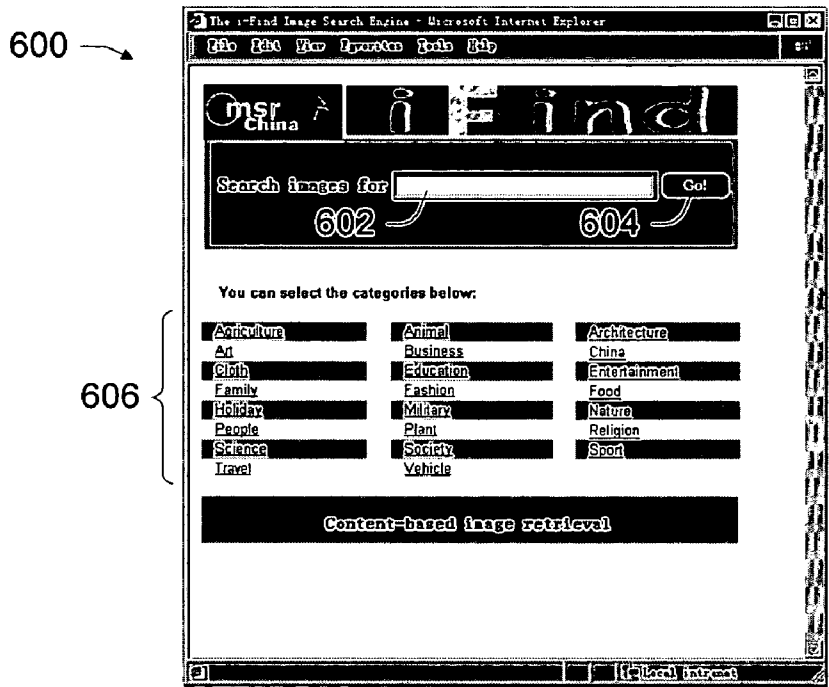 600
The i-Find Image Search Engine - Microsoft Internet Explorer
File Edit View Favorites Tools Help
msr China
i Find
Search images for Go!
602 604
You can select the categories below:
606
Agriculture Animal Architecture
Art Business China
Cloth Education Entertainment
Family Fashion Food
Holiday Military Nature
People Plant Religion
Science Society Sport
Travel Vehicle
Content-based image retrieval
Local intranet